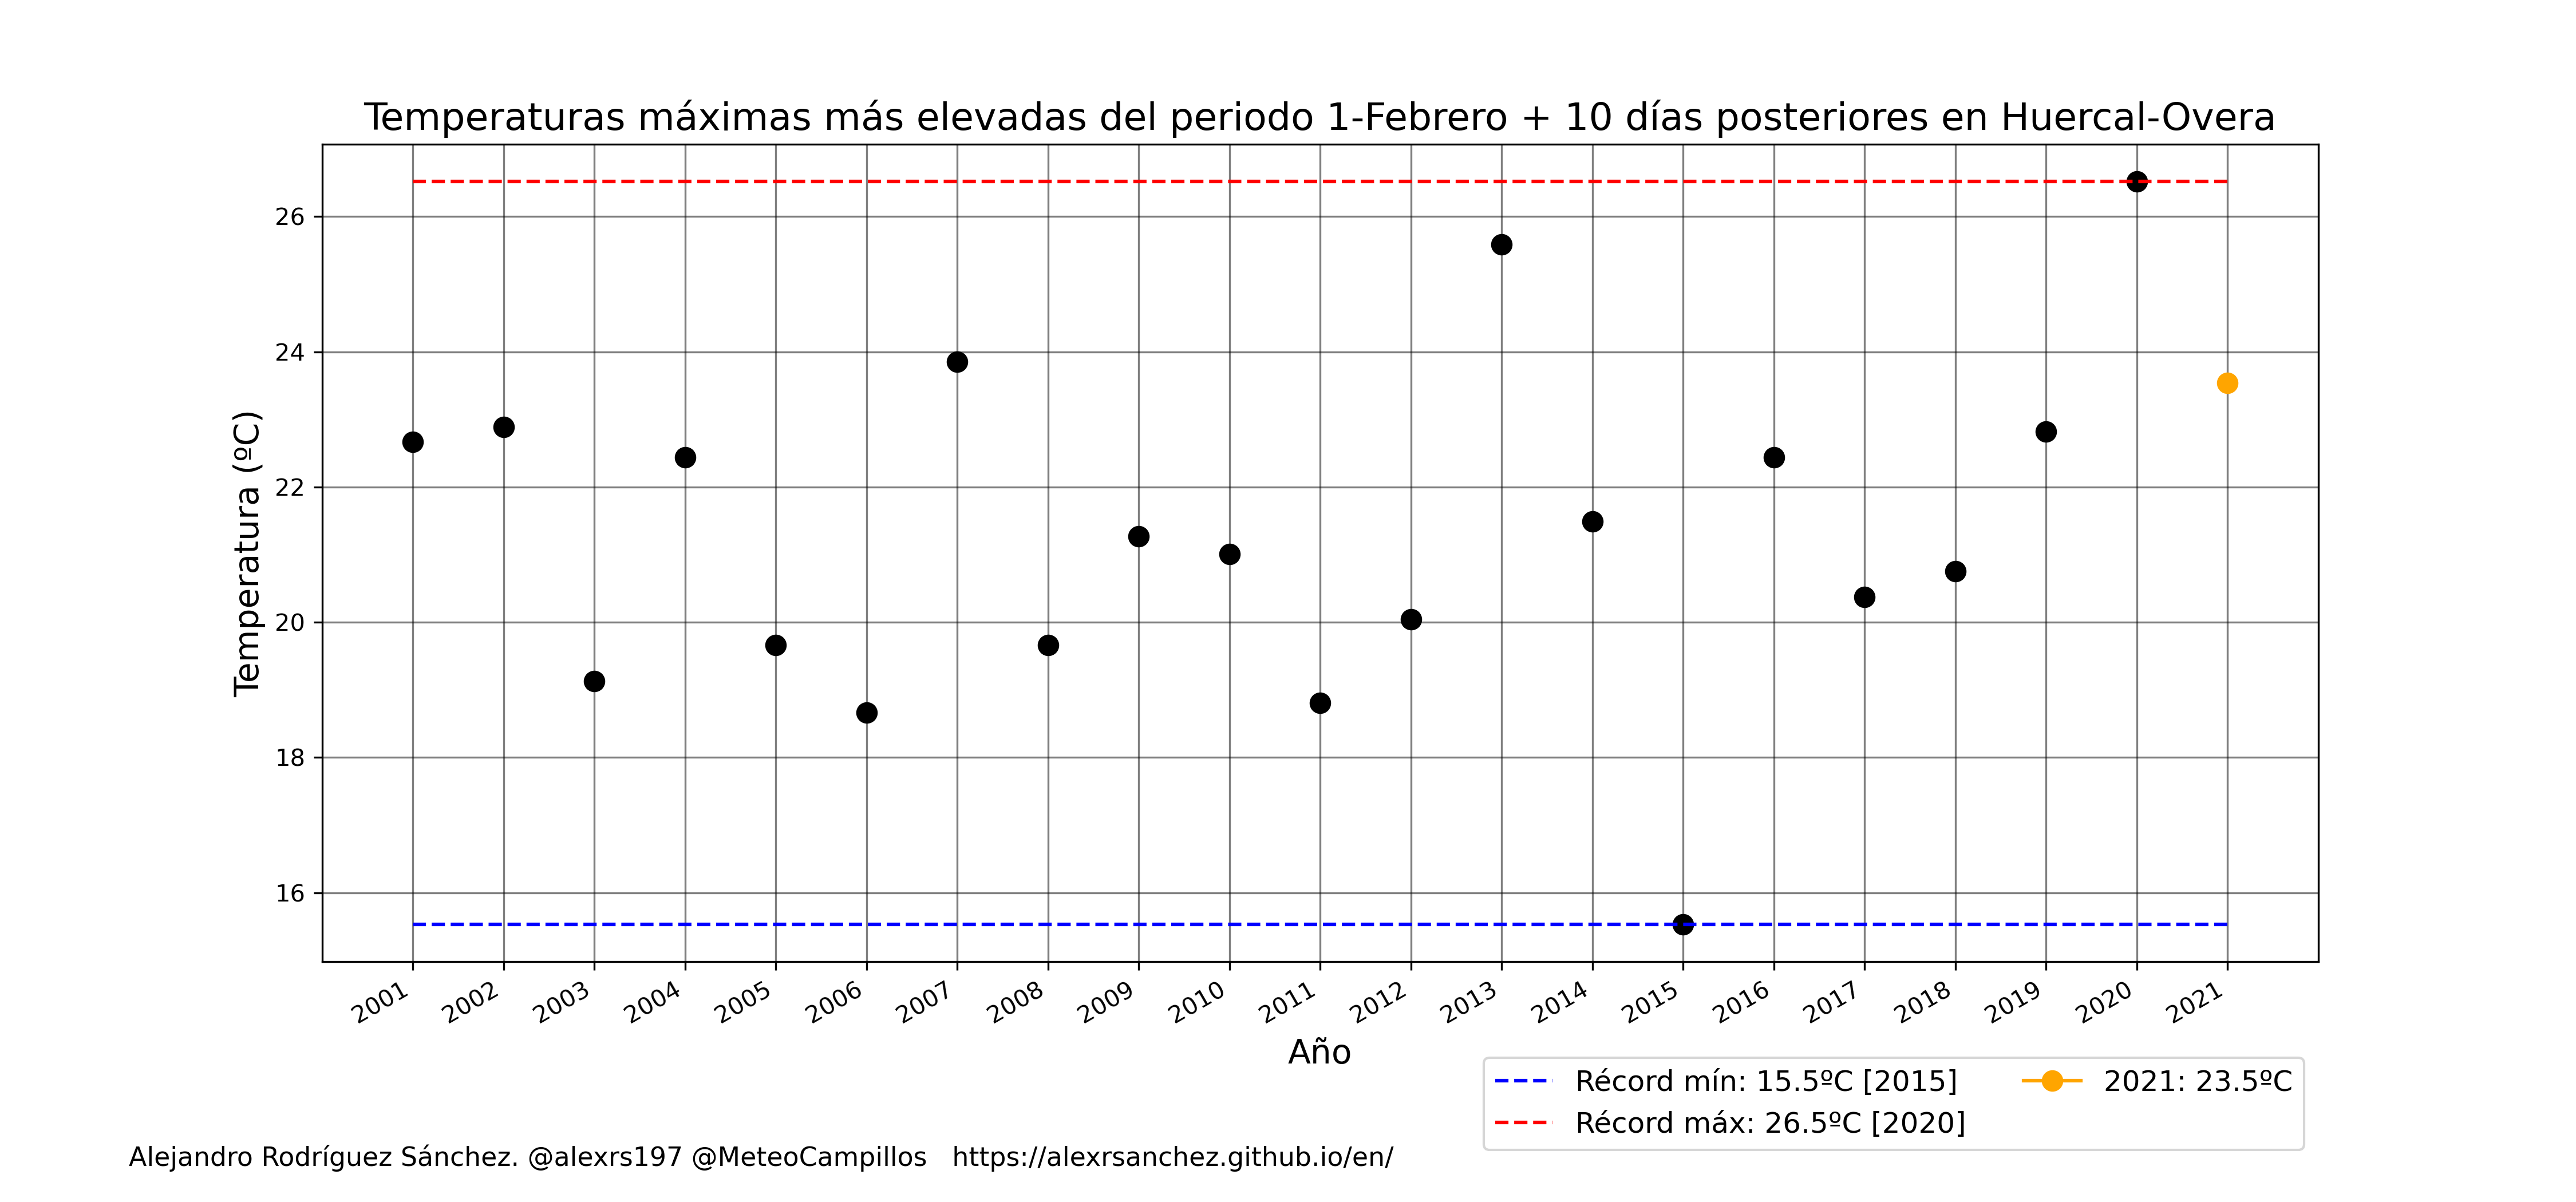 Temperaturas máximas más elevadas del periodo 1-Febrero + 10 días posteriores en Huercal-Overa
Temperatura (ºC)
26
24
22
20
18
16
2001 2002 2003 2004 2005 2006 2007 2008 2009 2010 2011 2012 2013 2014 2015 2016 2017 2018 2019 2020 2021
Año
Récord mín: 15.5ºC [2015]
Récord máx: 26.5ºC [2020]
2021: 23.5ºC
Alejandro Rodríguez Sánchez. @alexrs197 @MeteoCampillos https://alexrsanchez.github.io/en/